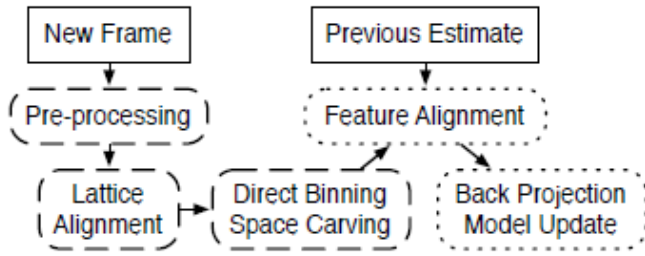 New Frame
Previous Estimate
Pre-processing
Feature Alignment
Lattice
Alignment
Direct Binning
Space Carving
Back Projection
Model Update